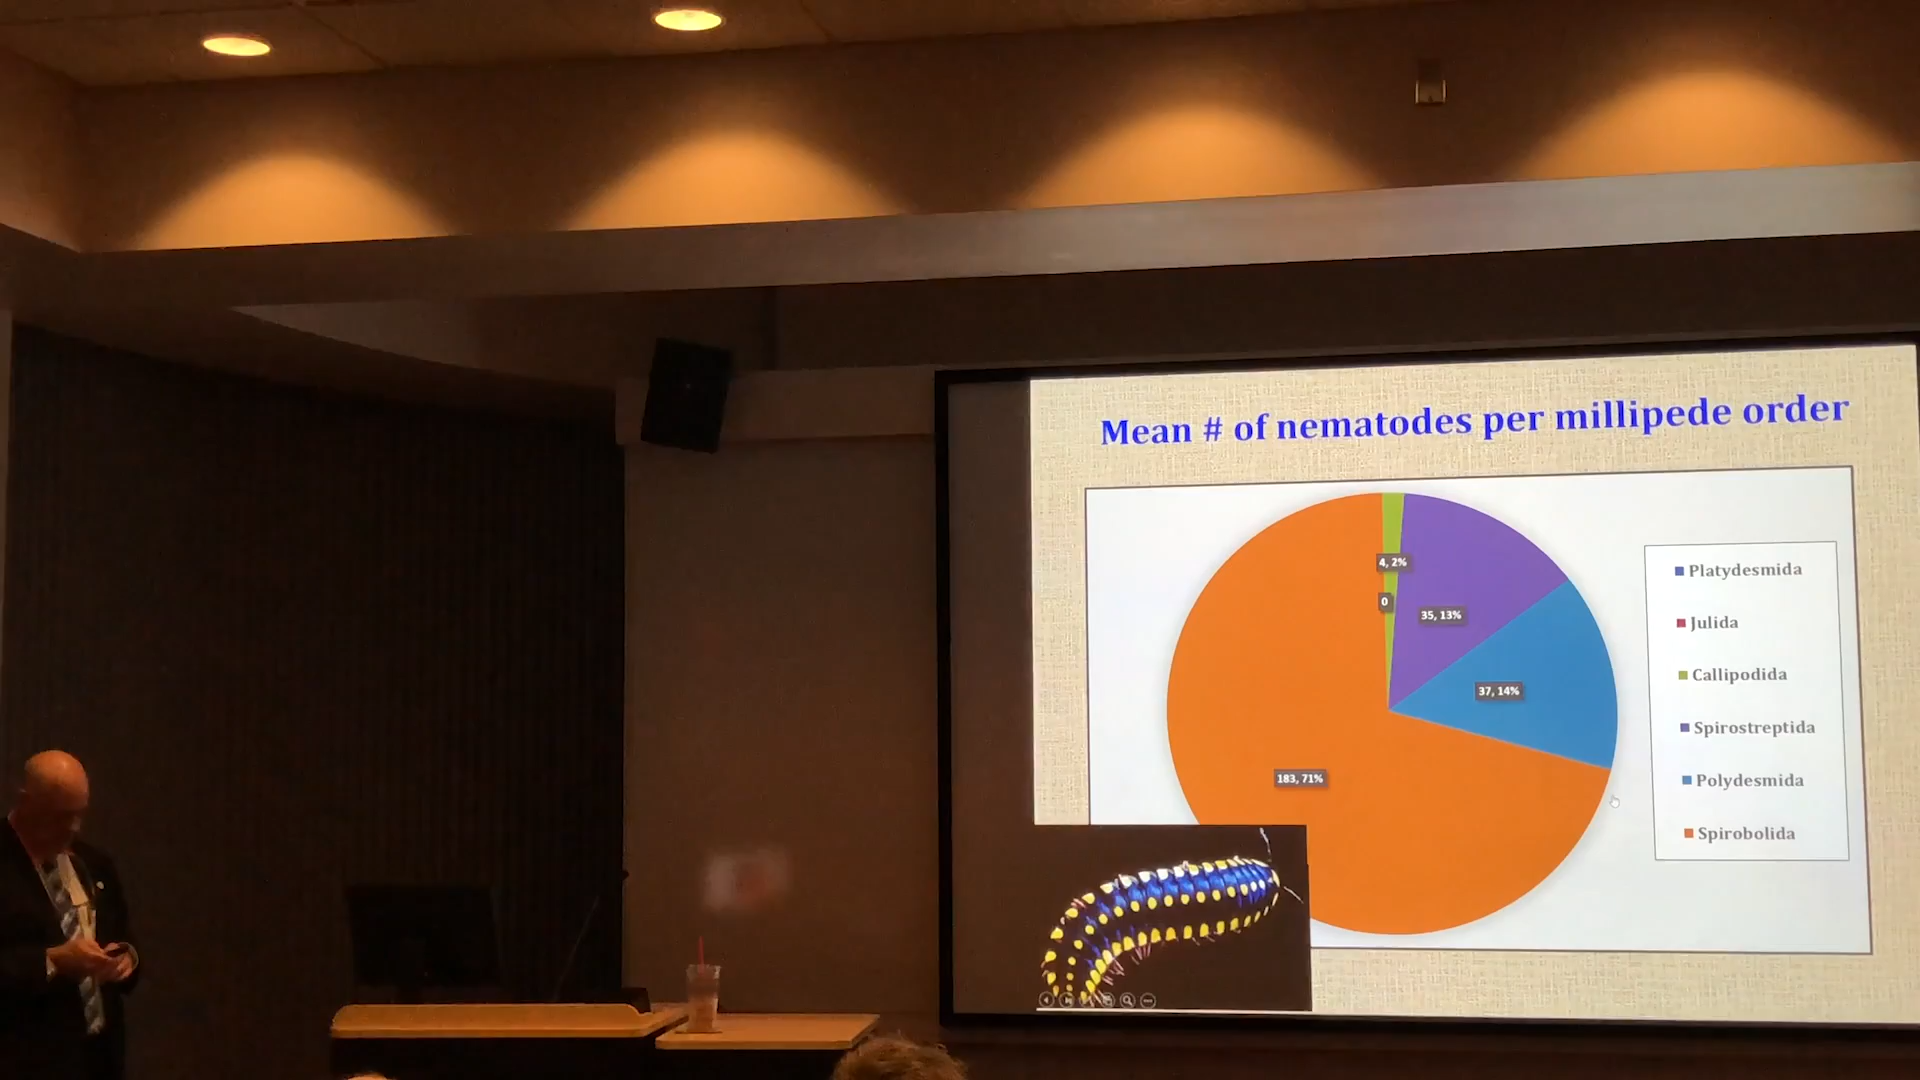 Mean # of nematodes per millipede order
4, 2%
0
35, 13%
37, 14%
183, 71%
Platydesmida
Julida
Callipodida
Spirostreptida
Polydesmida
Spirobolida